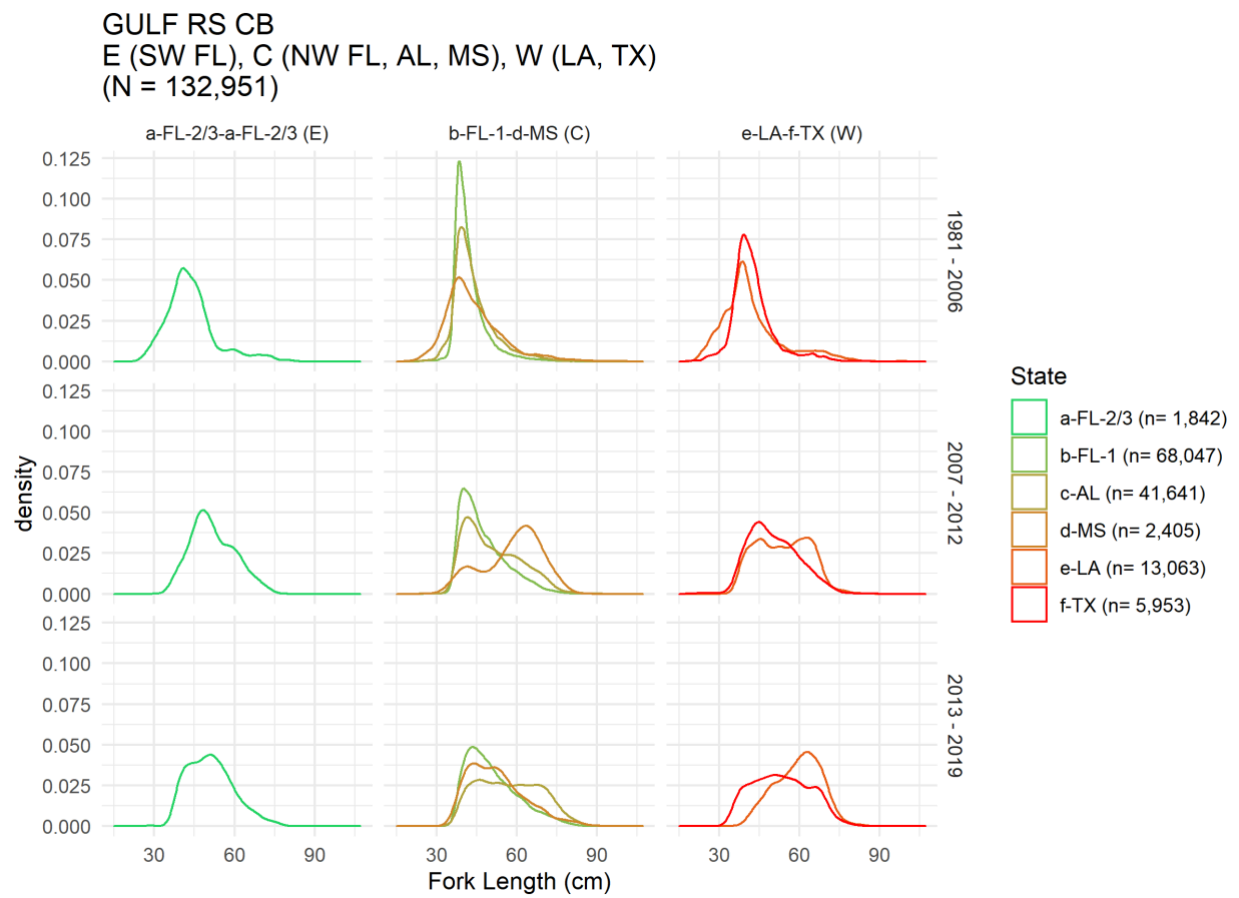 GULF RS CB
E (SW FL), C (NW FL, AL, MS), W (LA, TX)
(N = 132,951)
a-FL-2/3-a-FL-2/3 (E)
b-FL-1-d-MS (C)
e-LA-f-TX (W)
0.125
0.100
0.075
0.050
0.025
0.000
1981 - 2006
0.125
0.100
0.075
0.050
0.025
0.000
2007 - 2012
0.125
0.100
0.075
0.050
0.025
0.000
2013 - 2019
density
30 60 90
30 60 90
30 60 90
Fork Length (cm)
State
a-FL-2/3 (n= 1,842)
b-FL-1 (n= 68,047)
c-AL (n= 41,641)
d-MS (n= 2,405)
e-LA (n= 13,063)
f-TX (n= 5,953)